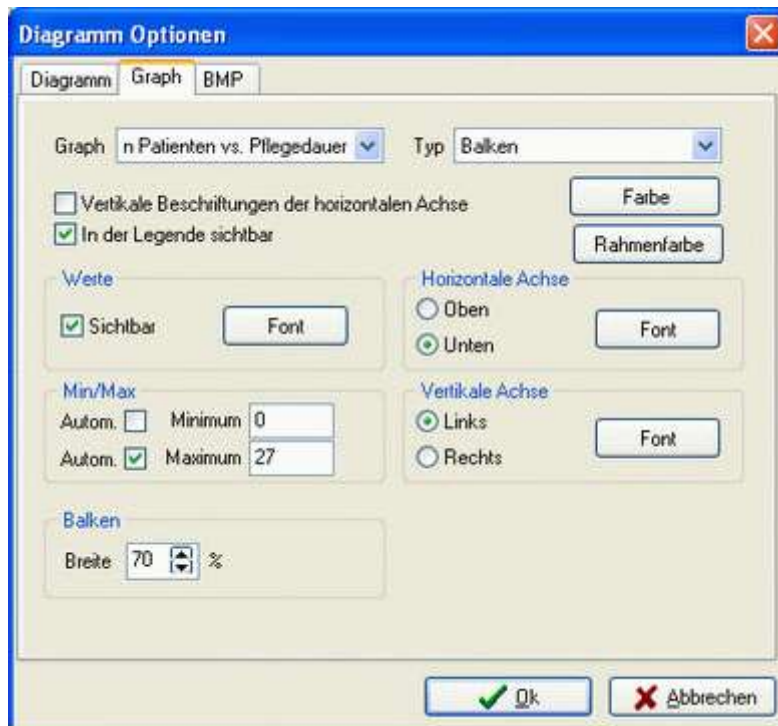 Diagramm Optionen
Diagramm Graph BMP
Graph n Patienten vs. Pflegedauer Typ Balken
Vertikale Beschriftungen der horizontalen Achse Farbe
In der Legende sichtbar Rahmenfarbe
Werte Horizontale Achse
Sichtbar Font Oben
Unten Font
Min/Max Vertikale Achse
Autom. Minimum 0 Links
Autom. Maximum 27 Rechts Font
Balken
Breite 70 %
Ok Abbrechen